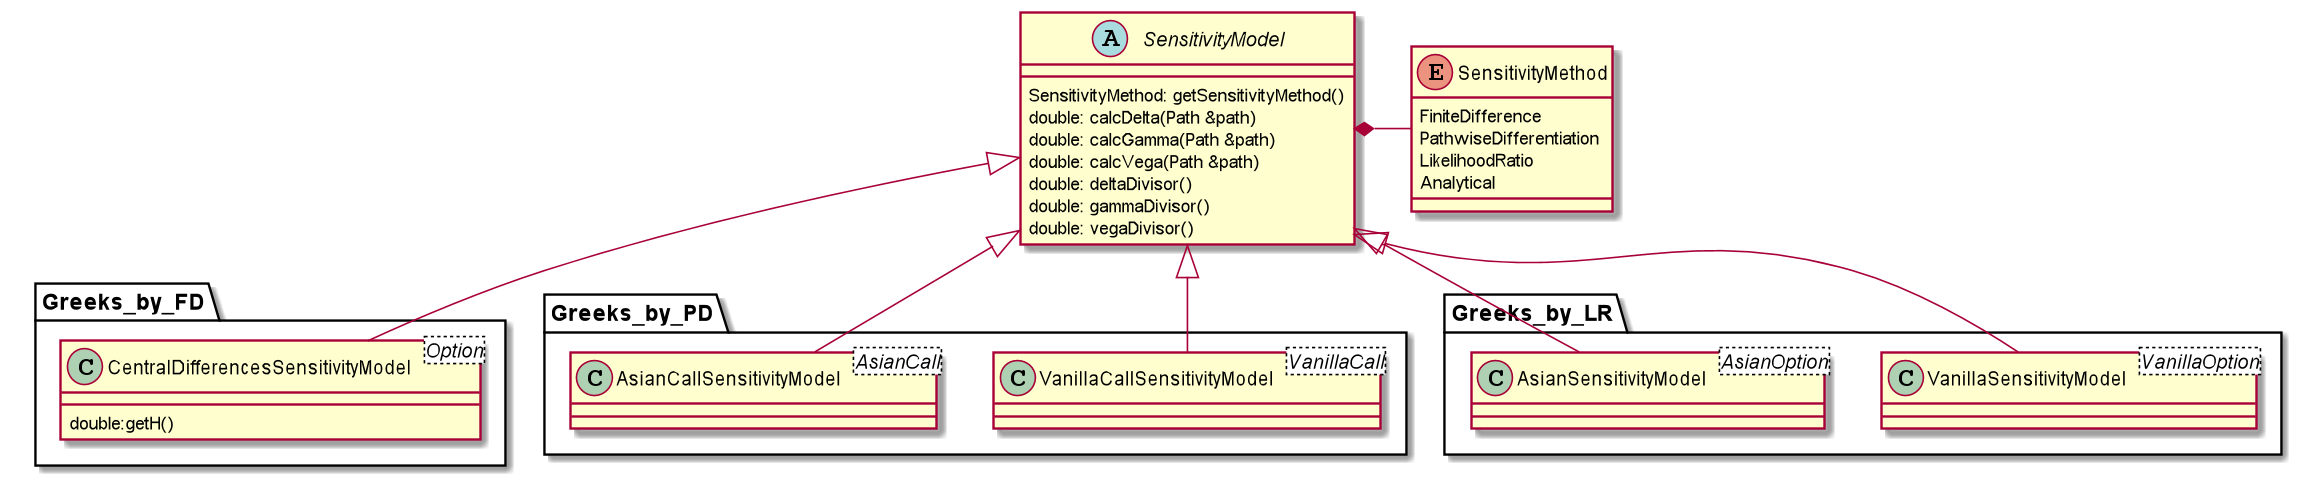 A SensitivityModel
SensitivityMethod: getSensitivityMethod()
double: calcDelta(Path &path)
double: calcGamma(Path &path)
double: calcVega(Path &path)
double: deltaDivisor()
double: gammaDivisor()
double: vegaDivisor()
E SensitivityMethod
FiniteDifference
PathwiseDifferentiation
LikelihoodRatio
Analytical
Greeks_by_FD
C CentralDifferencesSensitivityModel
Option
double:getH()
Greeks_by_PD
C AsianCallSensitivityModel
AsianCall
C VanillaCallSensitivityModel
VanillaCall
Greeks_by_LR
C AsianSensitivityModel
AsianOption
C VanillaSensitivityModel
VanillaOption